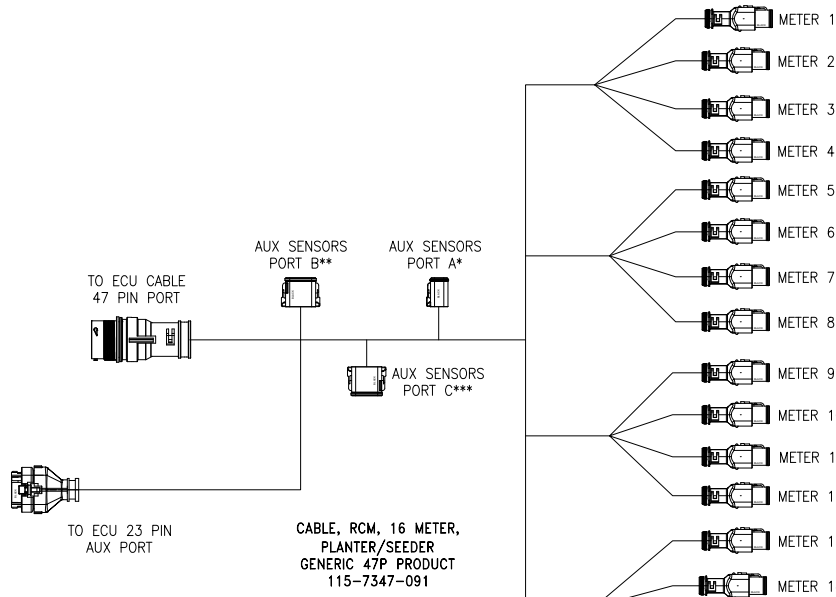 METER 1
METER 2
METER 3
METER 4
METER 5
METER 6
METER 7
METER 8
METER 9
METER 1
METER 1
METER 1
METER 1
METER 1
AUX SENSORS
PORT B**
AUX SENSORS
PORT A*
TO ECU CABLE
47 PIN PORT
AUX SENSORS
PORT C***
TO ECU 23 PIN
AUX PORT
CABLE, RCM, 16 METER,
PLANTER/SEEDER
GENERIC 47P PRODUCT
115-7347-091